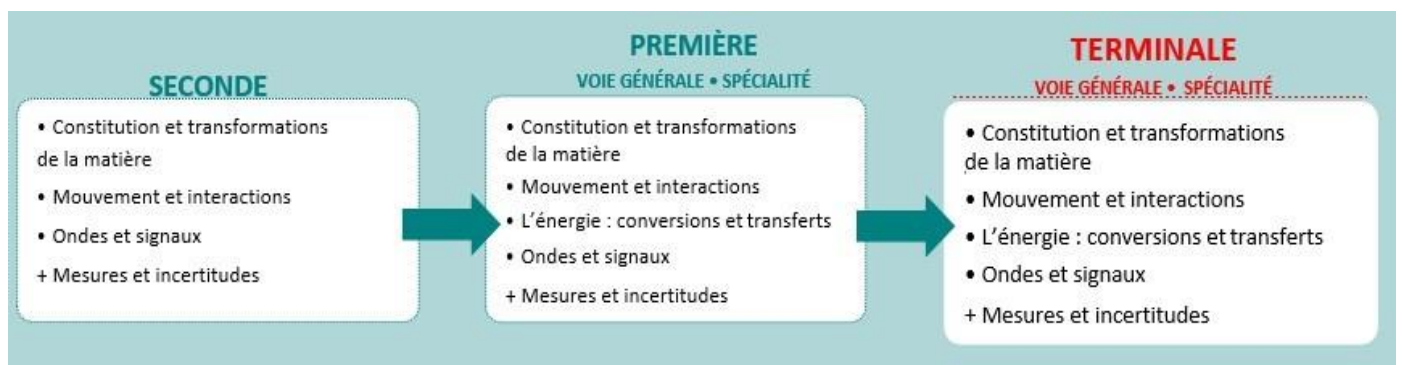 SECONDE
• Constitution et transformations
de la matière
• Mouvement et interactions
• Ondes et signaux
+ Mesures et incertitudes
PREMIÈRE
VOIE GÉNÉRALE • SPÉCIALITÉ
• Constitution et transformations
de la matière
• Mouvement et interactions
• L'énergie : conversions et transferts
• Ondes et signaux
+ Mesures et incertitudes
TERMINALE
VOIE GÉNÉRALE • SPÉCIALITÉ
• Constitution et transformations
de la matière
• Mouvement et interactions
• L'énergie : conversions et transferts
• Ondes et signaux
+ Mesures et incertitudes